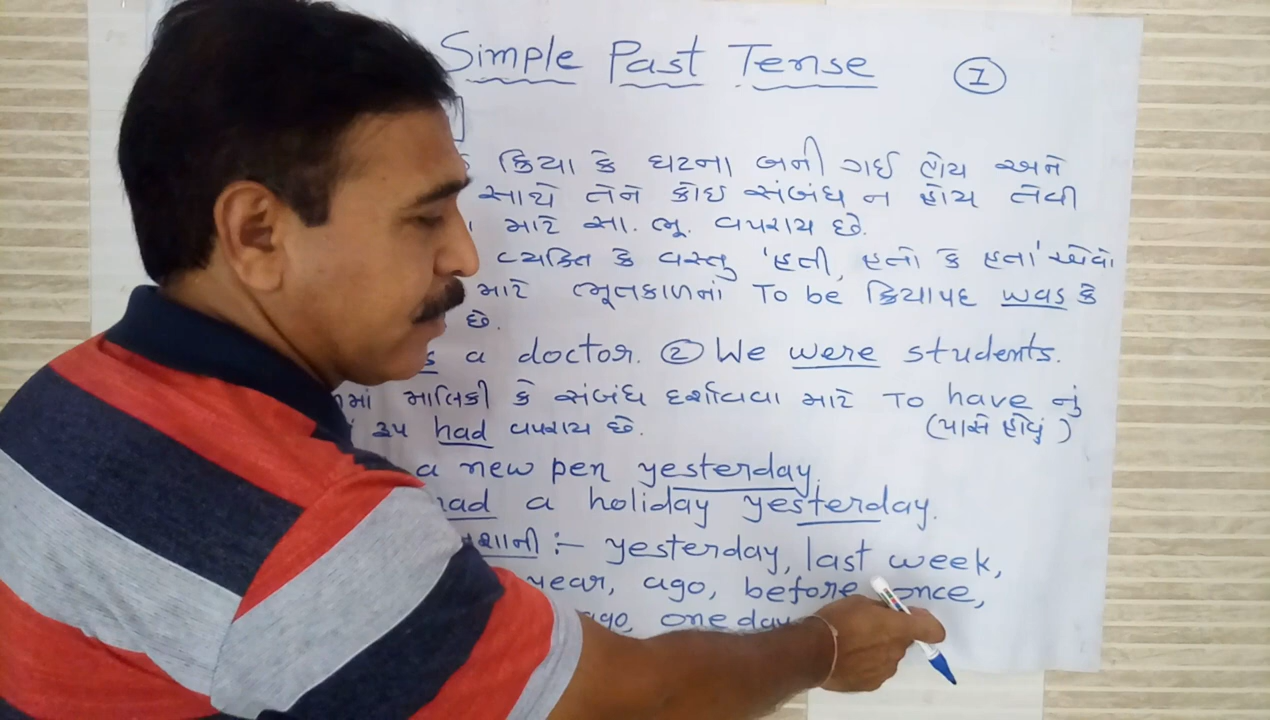 Simple Past Tense ①
ક્રિયા કે ઘટના બની ગઈ હોય અને
સાથે તેને કોઇ સંબંધ ન હોય તેવી
માટે સા. ભૂ. વપરાય છે.
વ્યક્તિ કે વસ્તુ 'હતી, હતો કે હતા' એવો
માટે ભૂતકાળનાં To be ક્રિયાપદ was કે
છે.
a doctor. ② We were students.
માલિકી કે સંબંધ દર્શાવવા માટે To have નું
રૂપ had વપરાય છે. (પાસે હોવું)
a new pen yesterday.
had a holiday yesterday.
:- yesterday, last week,
year, ago, before, once,
ago, one day